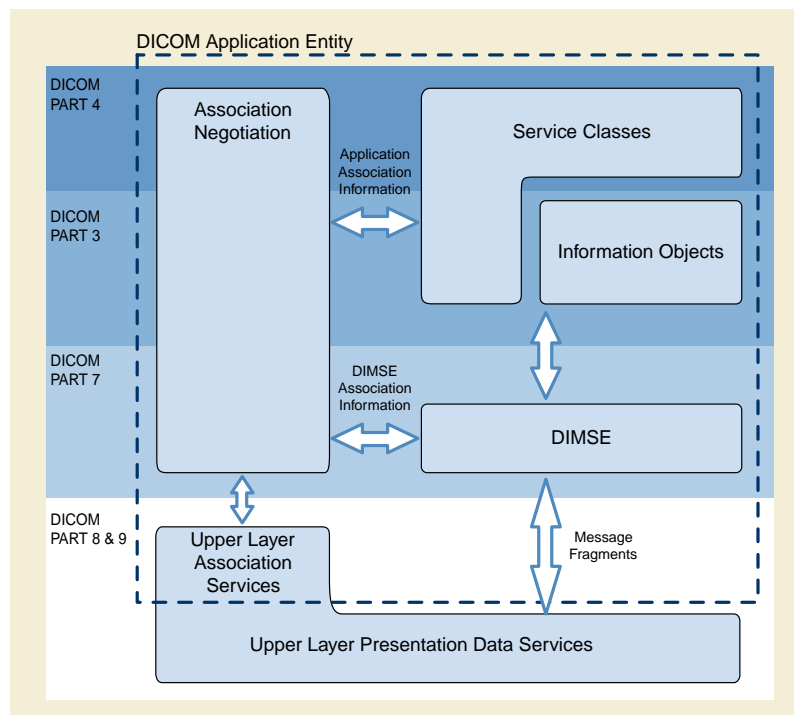 DICOM Application Entity
DICOM
PART 4
Association
Negotiation
Service Classes
Application
Association
Information
DICOM
PART 3
Information Objects
DICOM
PART 7
DIMSE
Association
Information
DIMSE
DICOM
PART 8 & 9
Upper Layer
Association
Services
Message
Fragments
Upper Layer Presentation Data Services